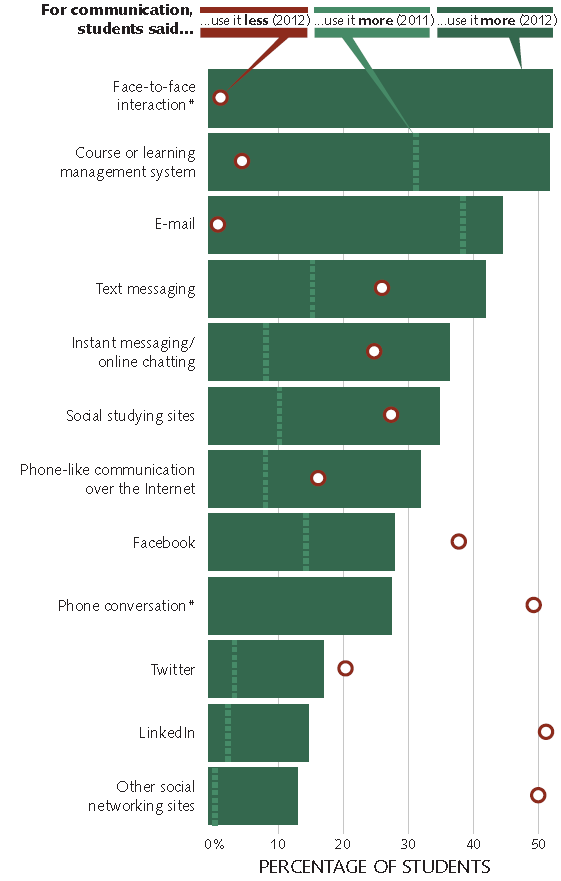 For communication,
students said...
...use it less (2012)
...use it more (2011)
...use it more (2012)
Face-to-face
interaction*
Course or learning
management system
E-mail
Text messaging
Instant messaging/
online chatting
Social studying sites
Phone-like communication
over the Internet
Facebook
Phone conversation*
Twitter
LinkedIn
Other social
networking sites
0% 10 20 30 40 50
PERCENTAGE OF STUDENTS